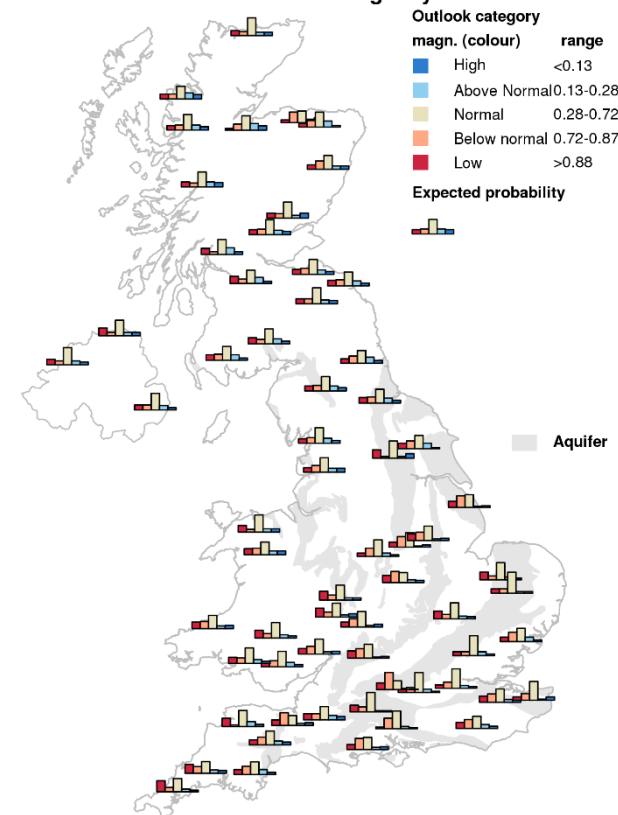 Outlook category
magn. (colour) range
High <0.13
Above Normal 0.13-0.28
Normal 0.28-0.72
Below normal 0.72-0.87
Low >0.88
Expected probability
Aquifer